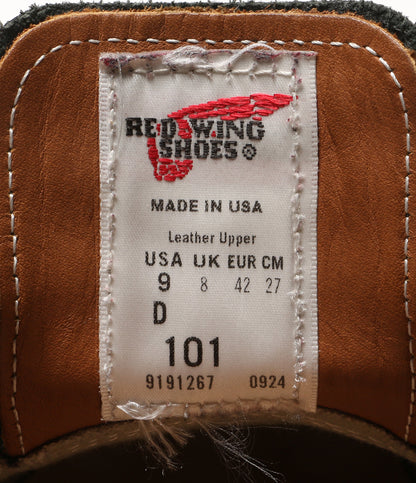 RED WING
SHOES®
MADE IN USA
Leather Upper
USA UK EUR CM
9 8 42 27
D
101
9191267 0924